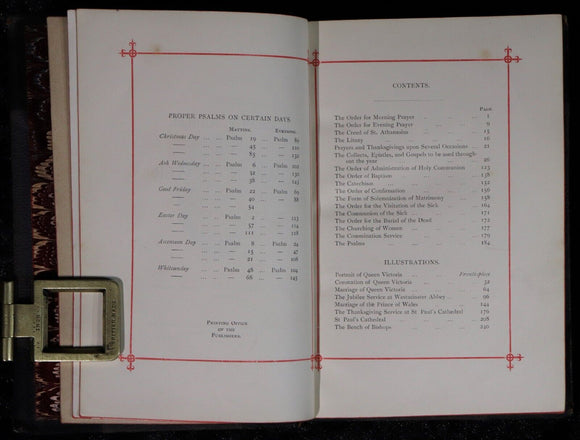 PROPER PSALMS ON CERTAIN DAYS
MATTINS. EVENING.
Christmas Day ... ... Psalm 19 ... Psalm 89
—— ... ... — 45 ... — 110
—— ... ... — 85 ... — 132
Ash Wednesday ... ... Psalm 6 ... Psalm 102
—— ... ... — 32 ... — 130
—— ... ... — 38 ... — 143
Good Friday ... ... Psalm 22 ... Psalm 69
—— ... ... — 40 ... — 88
—— ... ... — 54
Easter Day ... ... Psalm 2 ... — 113
—— ... ... — 57 ... — 114
—— ... ... — 111 ... — 118
Ascension Day ... ... Psalm 8 ... Psalm 24
—— ... ... — 15 ... — 47
—— ... ... — 21 ... — 108
Whitsunday ... ... Psalm 48 ... Psalm 104
—— ... ... — 68 ... — 145
PRINTING OFFICE
OF THE
PUBLISHERS.
CONTENTS.
PAGE
The Order for Morning Prayer ... 1
The Order for Evening Prayer ... 9
The Creed of St. Athanasius ... 15
The Litany ... 16
Prayers and Thanksgivings upon Several Occasions ... 21
The Collects, Epistles, and Gospels to be used through-
out the year ... 26
The Order of Administration of Holy Communion ... 125
The Order of Baptism ... 138
The Catechism ... 152
The Order of Confirmation ... 156
The Form of Solemnization of Matrimony ... 158
The Order for the Visitation of the Sick ... 164
The Communion of the Sick ... 171
The Order for the Burial of the Dead ... 172
The Churching of Women ... 177
The Commination Service ... 179
The Psalms ... 184
ILLUSTRATIONS.
Portrait of Queen Victoria ... Frontispiece
Coronation of Queen Victoria ... 32
Marriage of Queen Victoria ... 64
The Jubilee Service at Westminster Abbey ... 96
Marriage of the Prince of Wales ... 144
The Thanksgiving Service at St Paul's Cathedral ... 176
St Paul's Cathedral ... 208
The Bench of Bishops ... 240